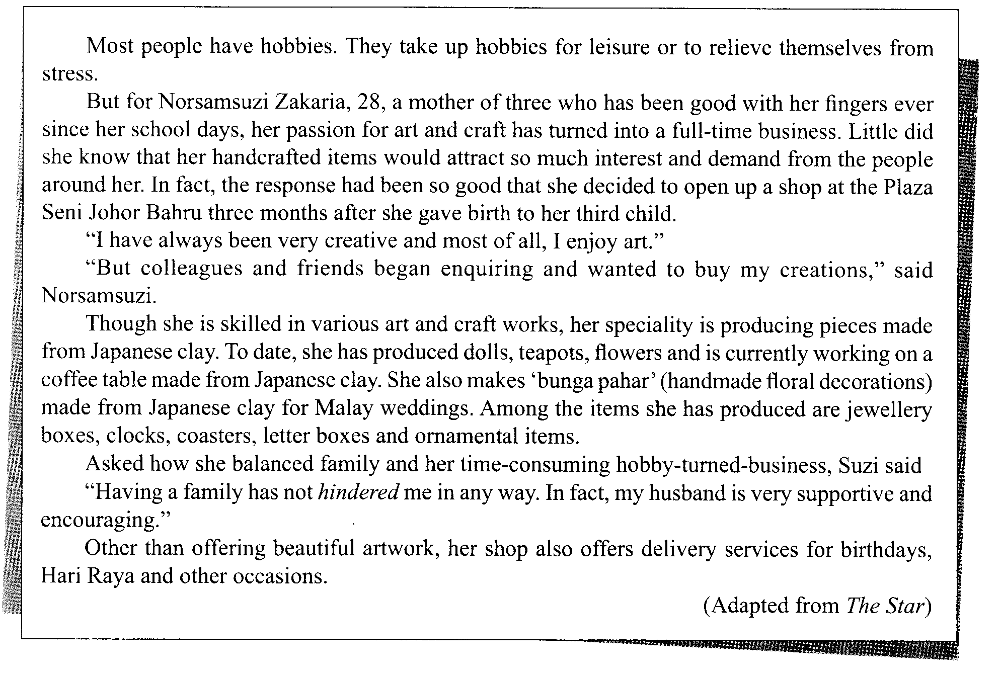 Most people have hobbies. They take up hobbies for leisure or to relieve themselves from
stress.
But for Norsamsuzi Zakaria, 28, a mother of three who has been good with her fingers ever
since her school days, her passion for art and craft has turned into a full-time business. Little did
she know that her handcrafted items would attract so much interest and demand from the people
around her. In fact, the response had been so good that she decided to open up a shop at the Plaza
Seni Johor Bahru three months after she gave birth to her third child.
“I have always been very creative and most of all, I enjoy art.”
“But colleagues and friends began enquiring and wanted to buy my creations,” said
Norsamsuzi.
Though she is skilled in various art and craft works, her speciality is producing pieces made
from Japanese clay. To date, she has produced dolls, teapots, flowers and is currently working on a
coffee table made from Japanese clay. She also makes ‘bunga pahar’ (handmade floral decorations)
made from Japanese clay for Malay weddings. Among the items she has produced are jewellery
boxes, clocks, coasters, letter boxes and ornamental items.
Asked how she balanced family and her time-consuming hobby-turned-business, Suzi said
“Having a family has not hindered me in any way. In fact, my husband is very supportive and
encouraging.”
Other than offering beautiful artwork, her shop also offers delivery services for birthdays,
Hari Raya and other occasions.
(Adapted from The Star)